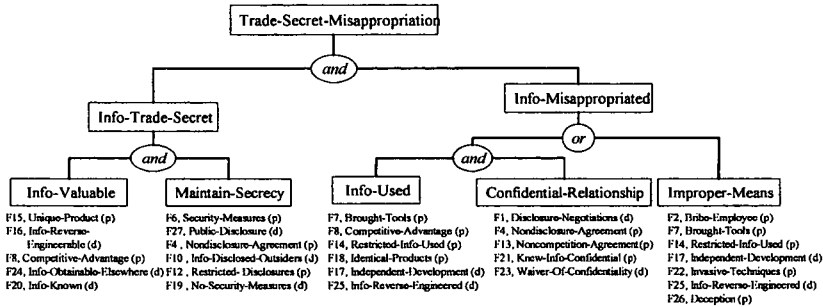 Trade-Secret-Misappropriation
and
Info-Misappropriated
Info-Trade-Secret
or
and
and
Info-Valuable
Maintain-Secrecy
Info-Used
Confidential-Relationship
Improper-Means
F15, Unique-Product (p)
F16, Info-Reverse-
Engineerable (d)
F8, Competitive-Advantage (p)
F24, Info-Obtainable-Elsewhere (d)
F20, Info-Known (d)
F6, Security-Measures (p)
F27, Public-Disclosure (d)
F4 , Nondisclosure-Agreement (p)
F10 , Info-Disclosed-Outsiders (d)
F12 , Restricted-Disclosures (p)
F19 , No-Security-Measures (d)
F7, Brought-Tools (p)
F8, Competitive-Advantage (p)
F14, Restricted-Info-Used (p)
F18, Identical-Products (p)
F17, Independent-Development (d)
F25, Info-Reverse-Engineered (d)
F1, Disclosure-Negotiations (d)
F4, Nondisclosure-Agreement (p)
F13, Noncompetition-Agreement (p)
F21, Knew-Info-Confidential (p)
F23, Waiver-Of-Confidentiality (d)
F2, Bribe-Employee (p)
F7, Brought-Tools (p)
F14, Restricted-Info-Used (p)
F17, Independent-Development (d)
F22, Invasive-Techniques (p)
F25, Info-Reverse-Engineered (d)
F26, Deception (p)